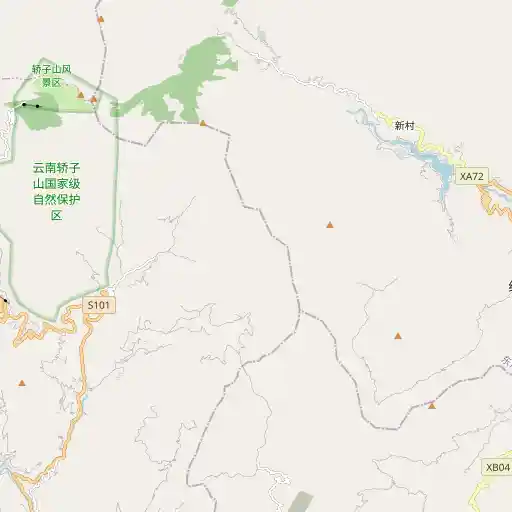 轿子山风
景区
新村
云南轿子
山国家级
自然保护
区
XA72
S101
XB04